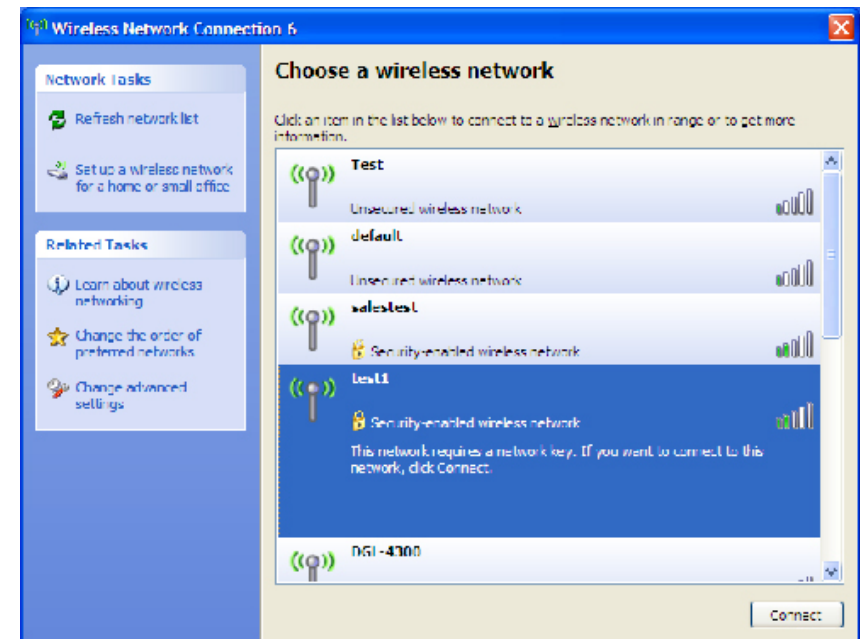 Wireless Network Connection 6
Network Tasks
Refresh network list
Set up a wireless network
for a home or small office
Related Tasks
Learn about wireless
networking
Change the order of
preferred networks
Change advanced
settings
Choose a wireless network
Click an item in the list below to connect to a wireless network in range or to get more
information.
Test
Unsecured wireless network
default
Unsecured wireless network
salestest
Security-enabled wireless network
test1
Security-enabled wireless network
This network requires a network key. If you want to connect to this
network, click Connect.
DGL-4300
Connect